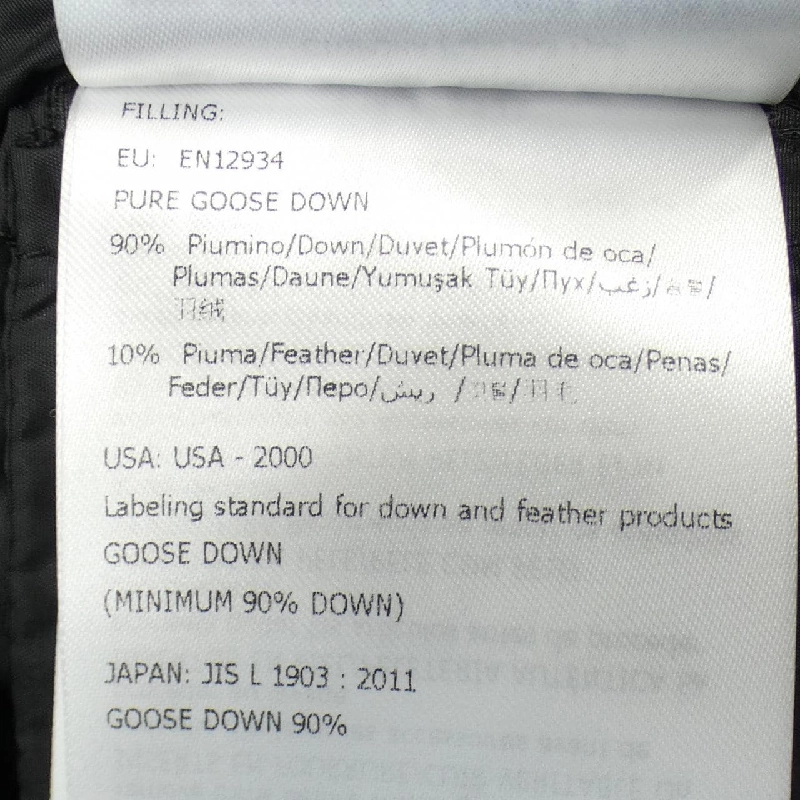 FILLING:
EU: EN12934
PURE GOOSE DOWN
90% Piumino/Down/Duvet/Plumón de oca/
Plumas/Daune/Yumuşak Tüy/Пух/زغب/
羽绒
10% Piuma/Feather/Duvet/Pluma de oca/Penas/
Feder/Tüy/Перо/ريش /
USA: USA - 2000
Labeling standard for down and feather products
GOOSE DOWN
(MINIMUM 90% DOWN)
JAPAN: JIS L 1903 : 2011
GOOSE DOWN 90%